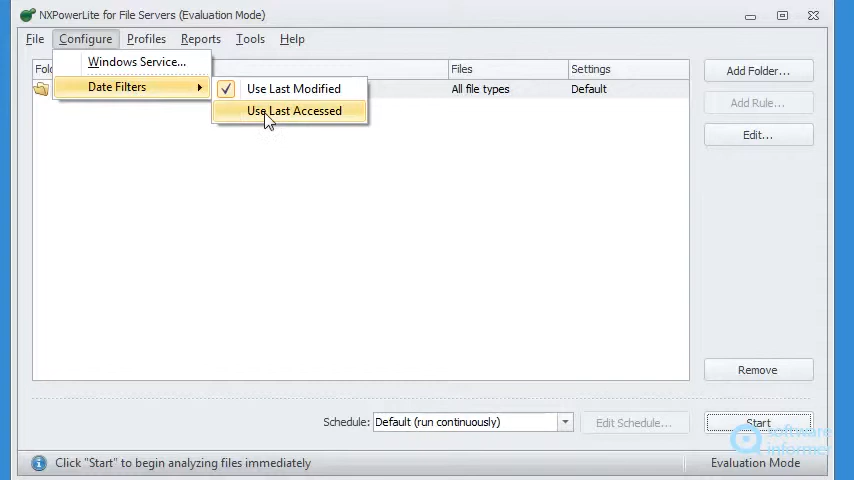 NXPowerLite for File Servers (Evaluation Mode)
File Configure Profiles Reports Tools Help
Windows Service...
Date Filters
Use Last Modified
Use Last Accessed
Files Settings
All file types Default
Add Folder...
Add Rule...
Edit...
Remove
Schedule: Default (run continuously) Edit Schedule... Start
software
informer
Click "Start" to begin analyzing files immediately Evaluation Mode